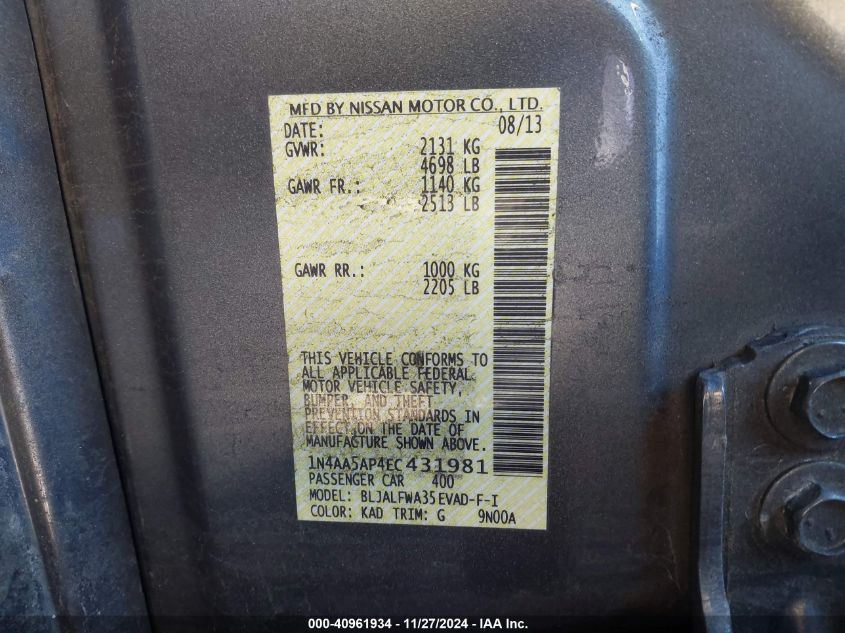 MFD BY NISSAN MOTOR CO., LTD.
DATE: 08/13
GVWR: 2131 KG
4698 LB
GAWR FR.: 1140 KG
2513 LB
GAWR RR.: 1000 KG
2205 LB
THIS VEHICLE CONFORMS TO
ALL APPLICABLE FEDERAL
MOTOR VEHICLE SAFETY,
BUMPER, AND THEFT
PREVENTION STANDARDS IN
EFFECT ON THE DATE OF
MANUFACTURE SHOWN ABOVE.
1N4AA5AP4EC431981
PASSENGER CAR 400
MODEL: BLJALFWA35EVAD-F-I
COLOR: KAD TRIM: G 9N00A
000-40961934 - 11/27/2024 - IAA Inc.